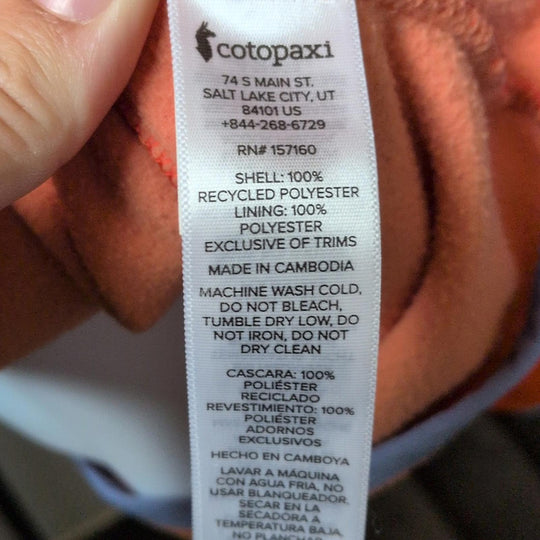 cotopaxi
74 S MAIN ST.
SALT LAKE CITY, UT
84101 US
+844-268-6729
RN# 157160
SHELL: 100%
RECYCLED POLYESTER
LINING: 100%
POLYESTER
EXCLUSIVE OF TRIMS
MADE IN CAMBODIA
MACHINE WASH COLD,
DO NOT BLEACH,
TUMBLE DRY LOW, DO
NOT IRON, DO NOT
DRY CLEAN
CASCARA: 100%
POLIÉSTER
RECICLADO
REVESTIMIENTO: 100%
POLIÉSTER
ADORNOS
EXCLUSIVOS
HECHO EN CAMBOYA
LAVAR A MÁQUINA
CON AGUA FRIA, NO
USAR BLANQUEADOR.
SECAR EN LA
SECADORA A
TEMPERATURA BAJA,
NO PLANCHAR